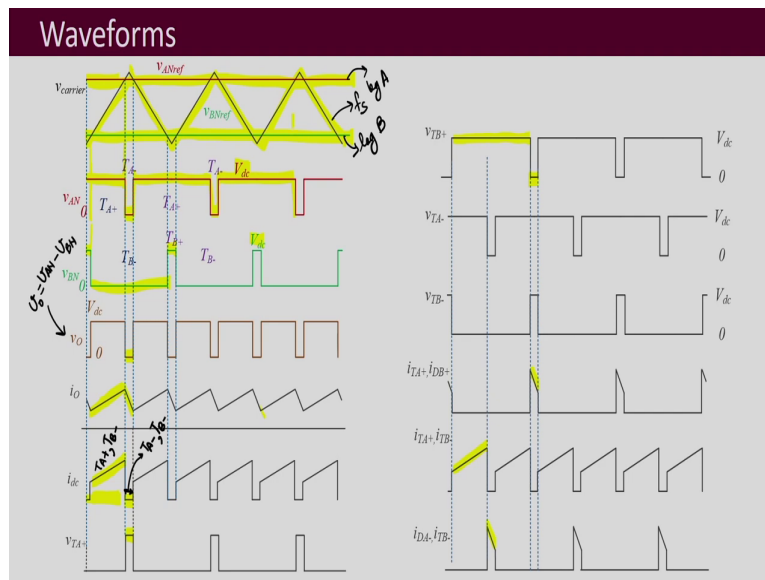 Waveforms
vANref
vcarrier
leg A
fs
vBNref
leg B
TA- TA- Vdc
vAN
0
TA+ TA+
TB+ Vdc
TB- TB-
vBN 0
vo = vAN - vBN
Vdc
vO 0
iO
TA+, TB-
TA-, TB-
idc
vTA+
vTB+ Vdc
0
vTA- Vdc
0
vTB- Vdc
0
iTA+,iDB+
iTA+,iTB-
iDA-,iTB-